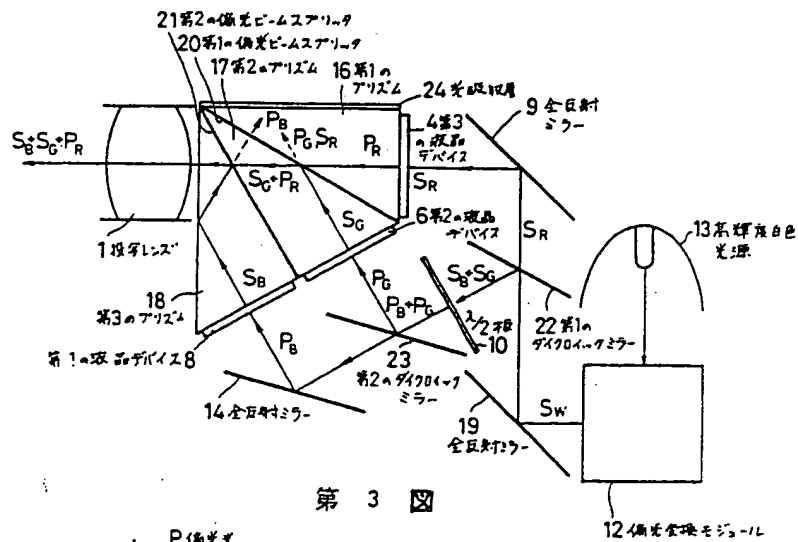 21第2の偏光ビームスプリッタ
20第1の偏光ビームスプリッタ
17第2のプリズム
16第1の
プリズム
24光吸収層
9全反射
ミラー
4第3
の液晶
デバイス
P_B
P_G,S_R
P_R
S_R
S_B+S_G+P_R
S_G+P_R
S_G
6第2の液晶
デバイス
S_R
13高輝度白色
光源
1投写レンズ
S_B
P_G
S_B+S_G
P_B+P_G
λ/2板
10
22第1の
ダイクロイックミラー
18
第3のプリズム
P_B
第1の液晶デバイス8
23
第2のダイクロイック
ミラー
14全反射ミラー
19
全反射ミラー
S_W
第 3 図
12偏光変換モジュール
P偏光光